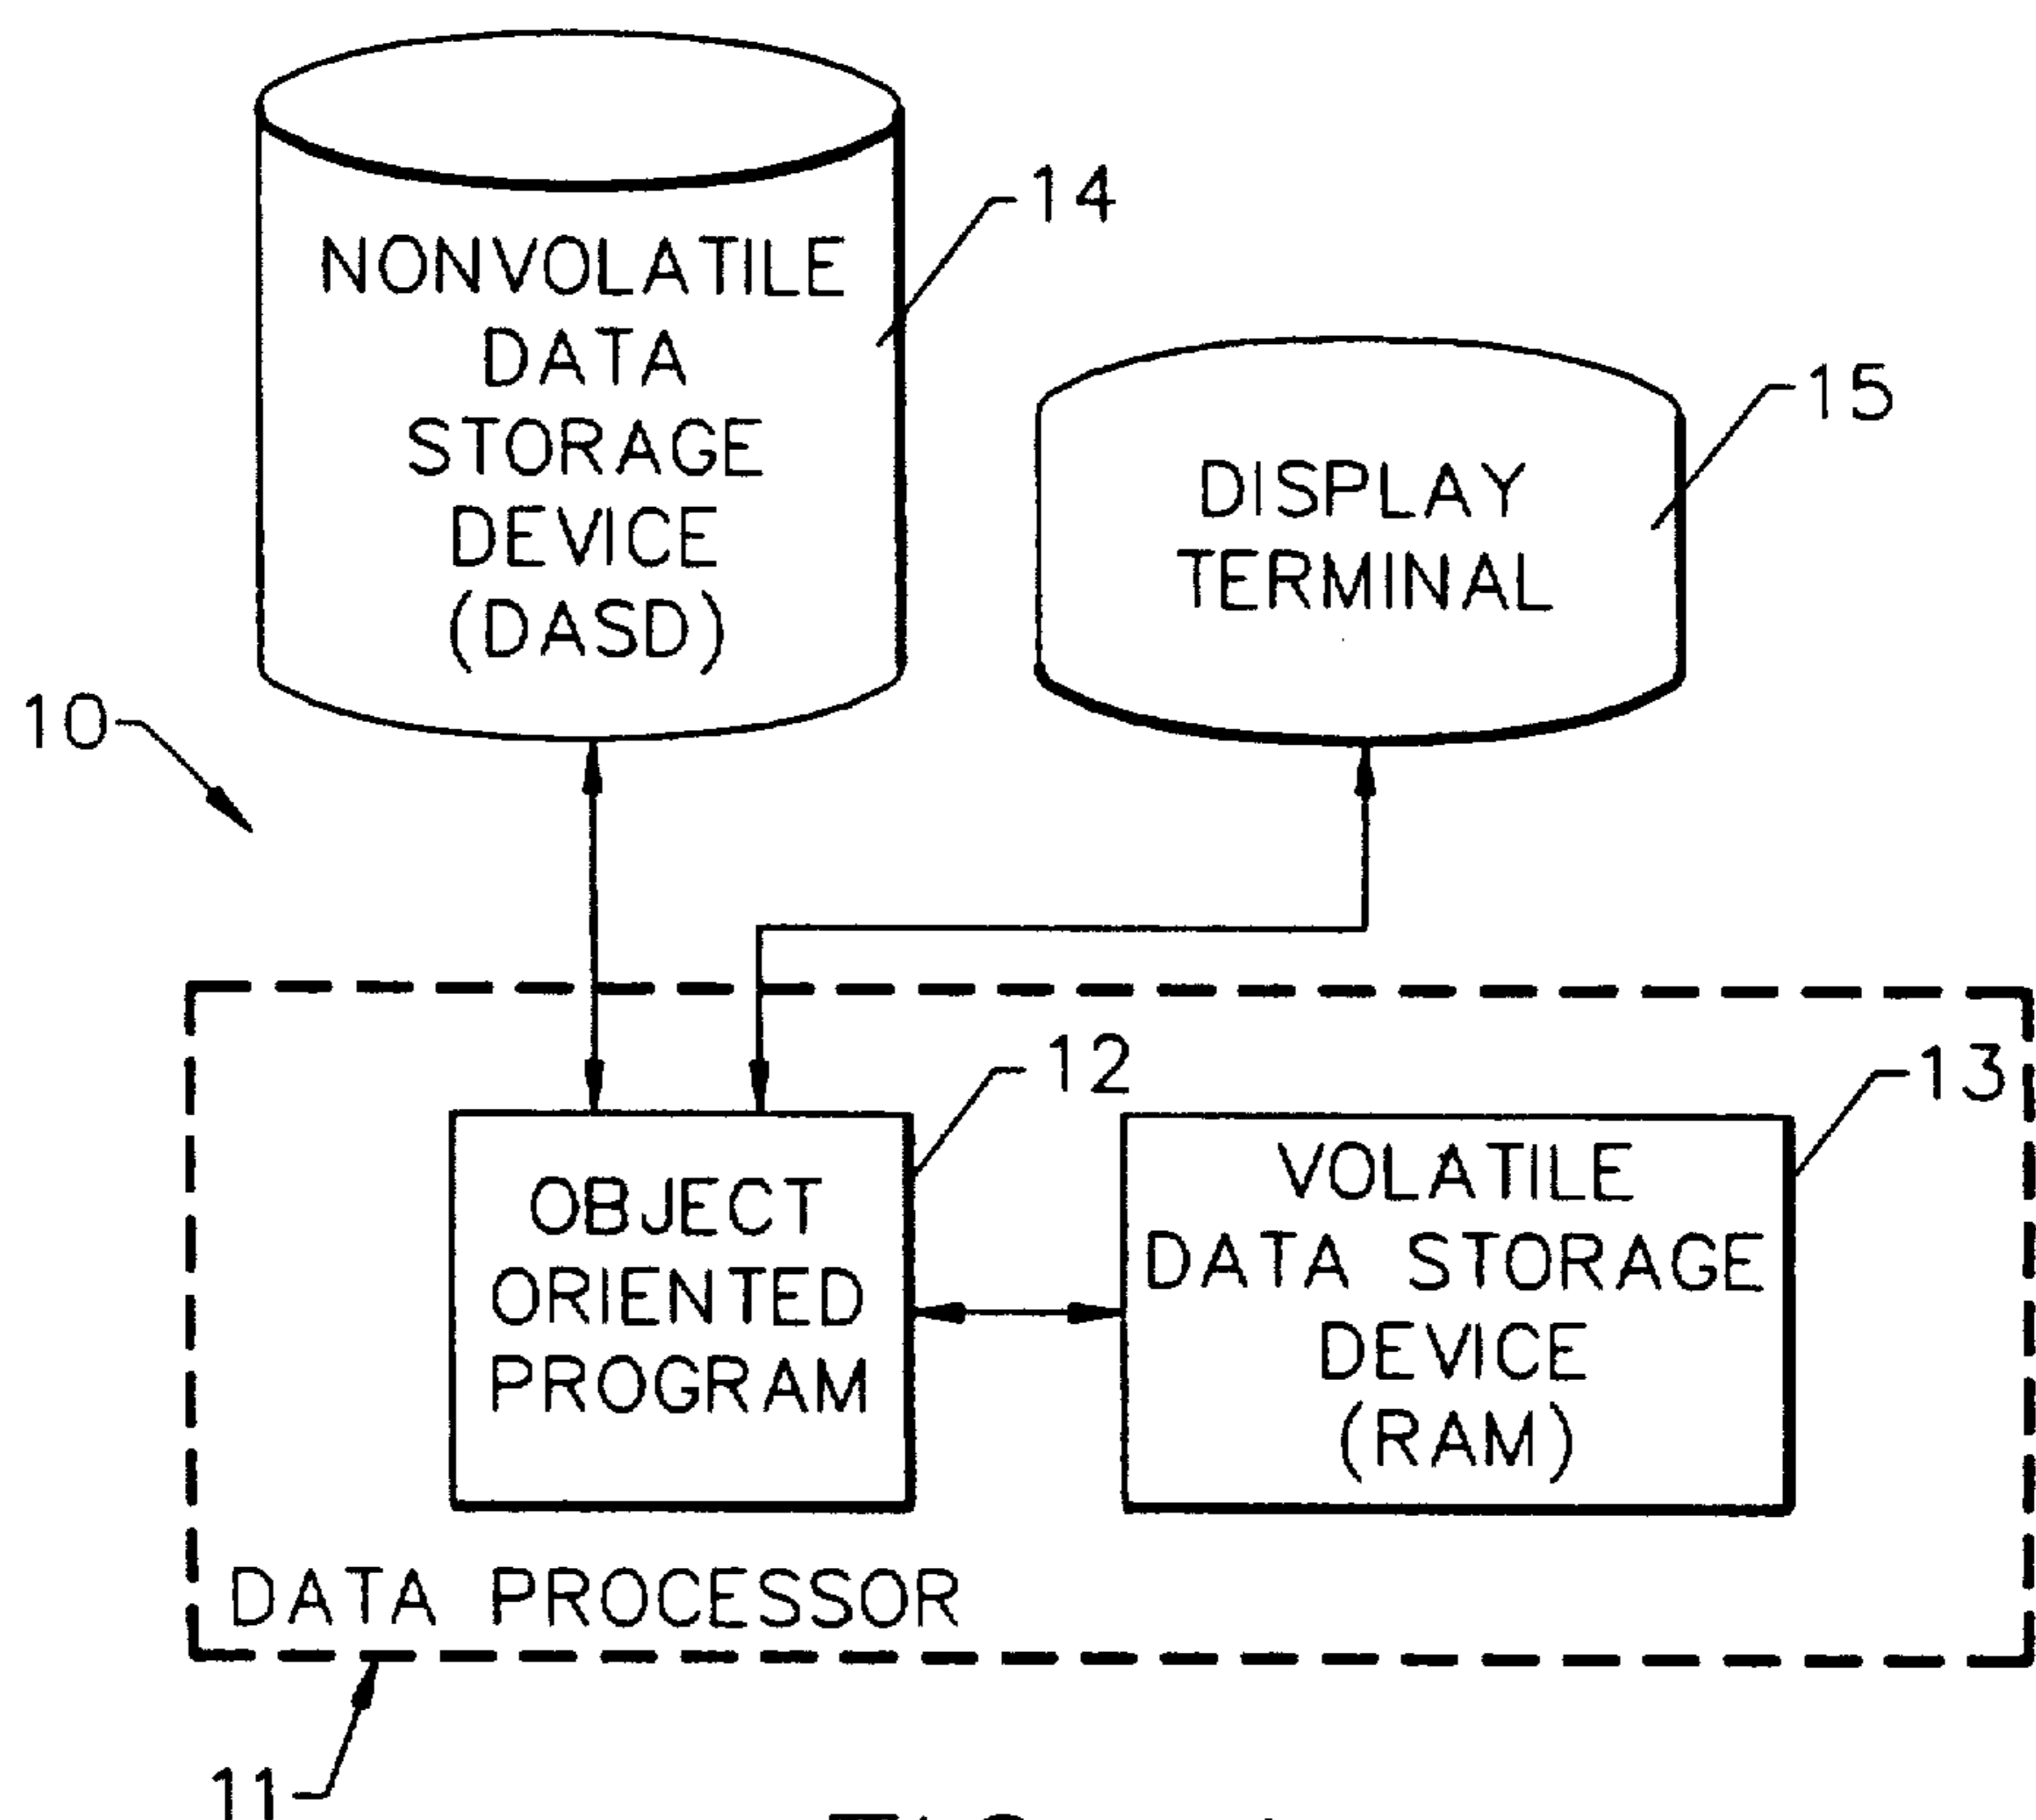 14
NONVOLATILE
DATA
STORAGE
DEVICE
(DASD)
15
DISPLAY
TERMINAL
10
12
13
OBJECT
ORIENTED
PROGRAM
VOLATILE
DATA STORAGE
DEVICE
(RAM)
DATA PROCESSOR
11